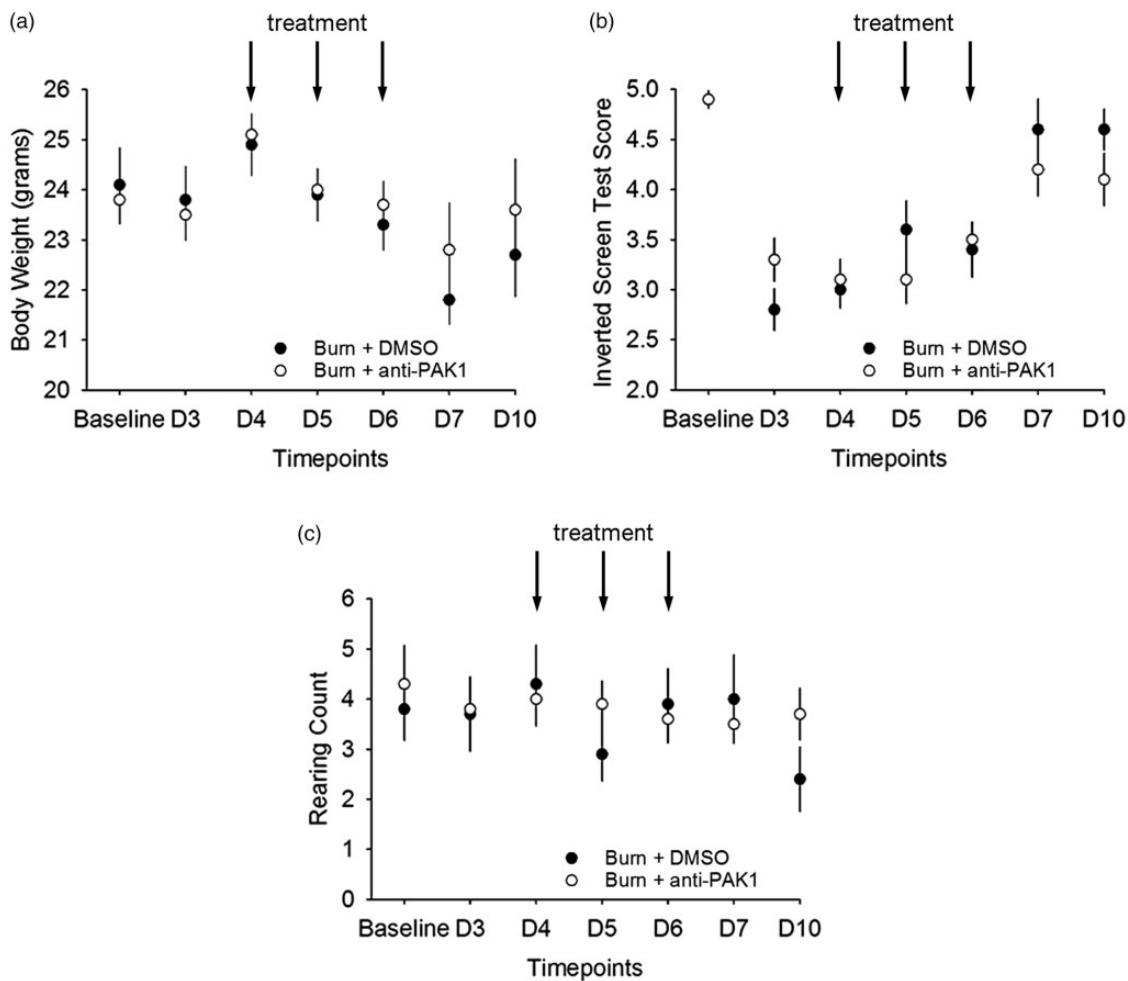 (a)
treatment
26
25
24
23
22
21
20
Body Weight (grams)
Burn + DMSO
Burn + anti-PAK1
Baseline D3 D4 D5 D6 D7 D10
Timepoints
(b)
treatment
5.0
4.5
4.0
3.5
3.0
2.5
2.0
Inverted Screen Test Score
Burn + DMSO
Burn + anti-PAK1
Baseline D3 D4 D5 D6 D7 D10
Timepoints
(c)
treatment
6
5
4
3
2
1
0
Rearing Count
Burn + DMSO
Burn + anti-PAK1
Baseline D3 D4 D5 D6 D7 D10
Timepoints